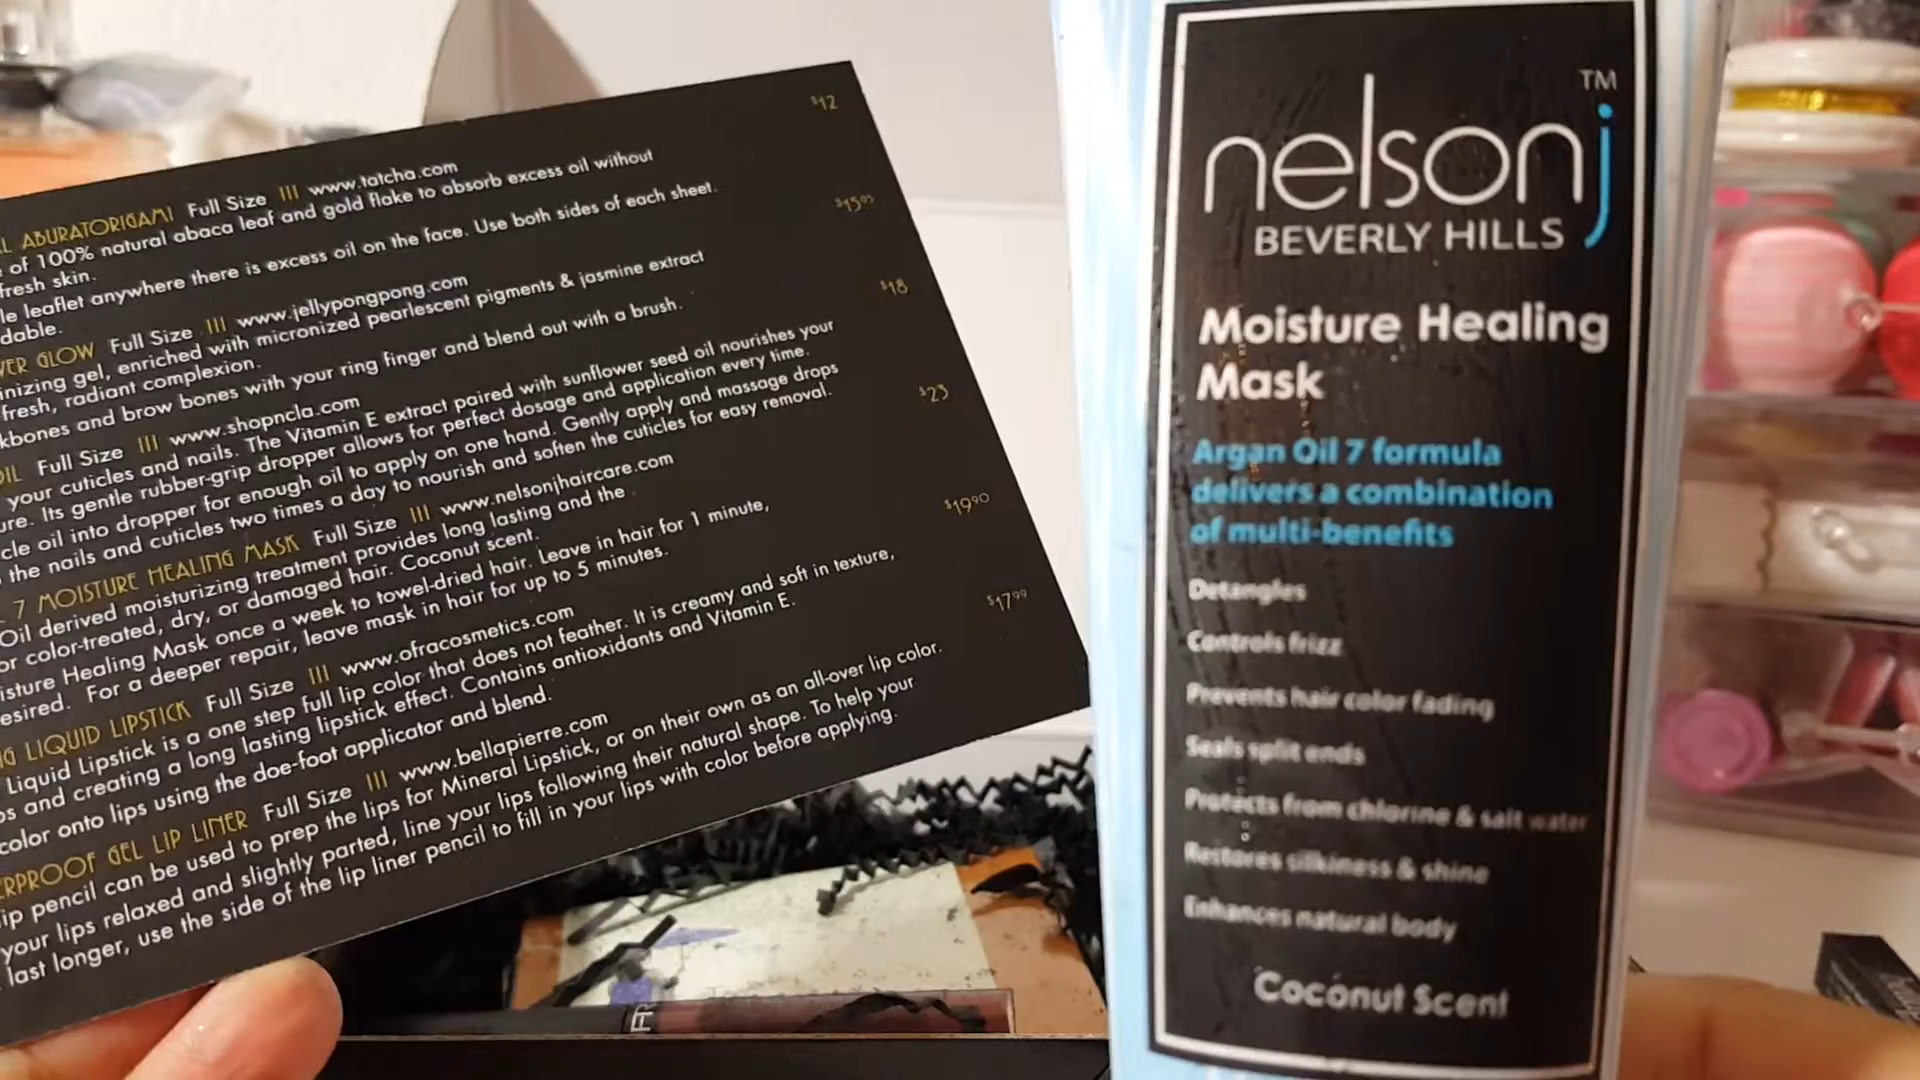 $12
L ABURATORIGAMI Full Size III www.tatcha.com
of 100% natural abaca leaf and gold flake to absorb excess oil without
fresh skin.
le leaflet anywhere there is excess oil on the face. Use both sides of each sheet.
dable.
$15.95
VER GLOW Full Size III www.jellypongpong.com
inizing gel, enriched with micronized pearlescent pigments & jasmine extract
fresh, radiant complexion.
kbones and brow bones with your ring finger and blend out with a brush.
$18
OIL Full Size III www.shopncla.com
your cuticles and nails. The Vitamin E extract paired with sunflower seed oil nourishes your
ure. Its gentle rubber-grip dropper allows for perfect dosage and application every time.
cle oil into dropper for enough oil to apply on one hand. Gently apply and massage drops
the nails and cuticles two times a day to nourish and soften the cuticles for easy removal.
$23
7 MOISTURE HEALING MASK Full Size III www.nelsonjhaircare.com
Oil derived moisturizing treatment provides long lasting and the
or color-treated, dry, or damaged hair. Coconut scent.
isture Healing Mask once a week to towel-dried hair. Leave in hair for 1 minute,
esired. For a deeper repair, leave mask in hair for up to 5 minutes.
$19.90
NG LIQUID LIPSTICK Full Size III www.ofracosmetics.com
Liquid Lipstick is a one step full lip color that does not feather. It is creamy and soft in texture,
ps and creating a long lasting lipstick effect. Contains antioxidants and Vitamin E.
color onto lips using the doe-foot applicator and blend.
$17.99
ERPROOF GEL LIP LINER Full Size III www.bellapierre.com
lip pencil can be used to prep the lips for Mineral Lipstick, or on their own as an all-over lip color.
your lips relaxed and slightly parted, line your lips following their natural shape. To help your
last longer, use the side of the lip liner pencil to fill in your lips with color before applying.
nelsonj TM
BEVERLY HILLS
Moisture Healing
Mask
Argan Oil 7 formula
delivers a combination
of multi-benefits
Detangles
Controls frizz
Prevents hair color fading
Seals split ends
Protects from chlorine & salt water
Restores silkiness & shine
Enhances natural body
Coconut Scent